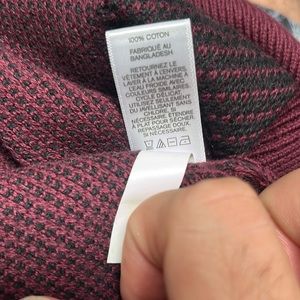 100% COTON
FABRIQUÉ AU
BANGLADESH
RETOURNEZ LE
VÊTEMENT À L'ENVERS,
LAVER À LA MACHINE À
L'EAU FROIDE AVEC
COULEURS SIMILAIRES.
CYCLE DÉLICAT.
UTILISEZ SEULEMENT
DU JAVELLISANT SANS
CHLORE SI
NÉCESSAIRE. ÉTENDRE
À PLAT POUR SÉCHER.
REPASSAGE DOUX,
SI NÉCESSAIRE.